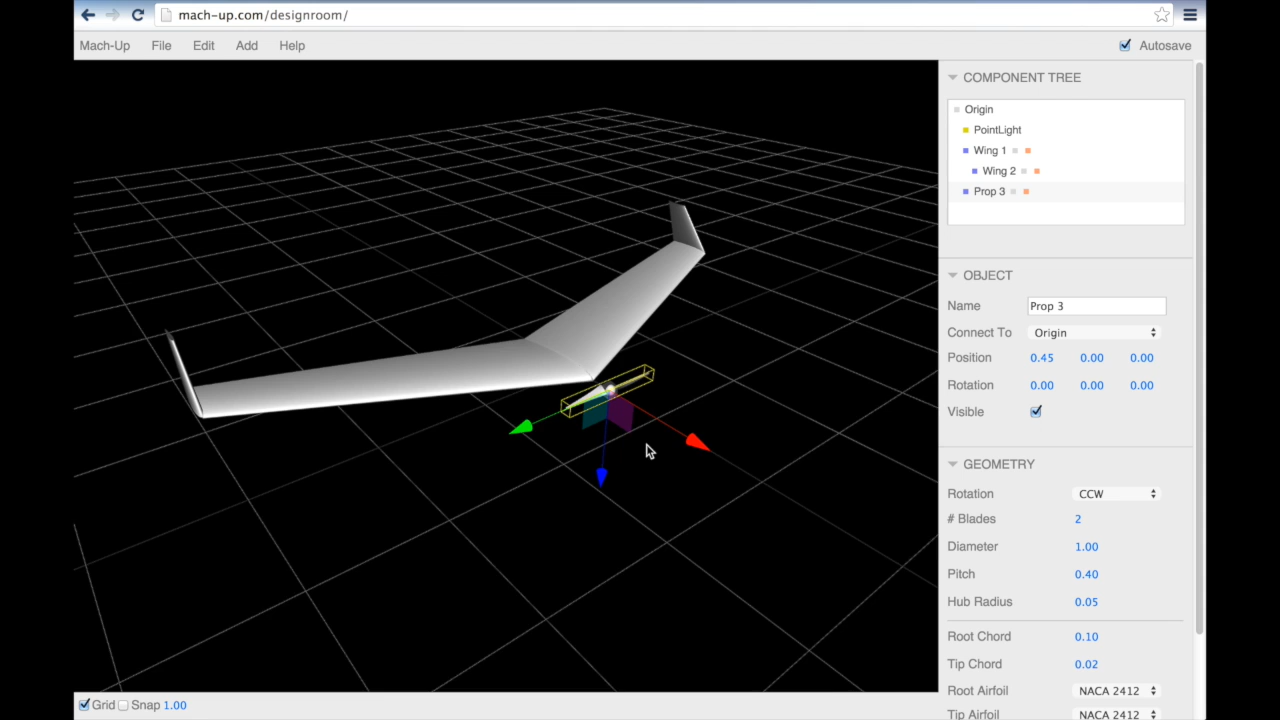 mach-up.com/designroom/
Mach-Up File Edit Add Help Autosave
COMPONENT TREE
Origin
PointLight
Wing 1
Wing 2
Prop 3
OBJECT
Name Prop 3
Connect To Origin
Position 0.45 0.00 0.00
Rotation 0.00 0.00 0.00
Visible
GEOMETRY
Rotation CCW
# Blades 2
Diameter 1.00
Pitch 0.40
Hub Radius 0.05
Root Chord 0.10
Tip Chord 0.02
Root Airfoil NACA 2412
Tip Airfoil NACA 2412
Grid Snap 1.00